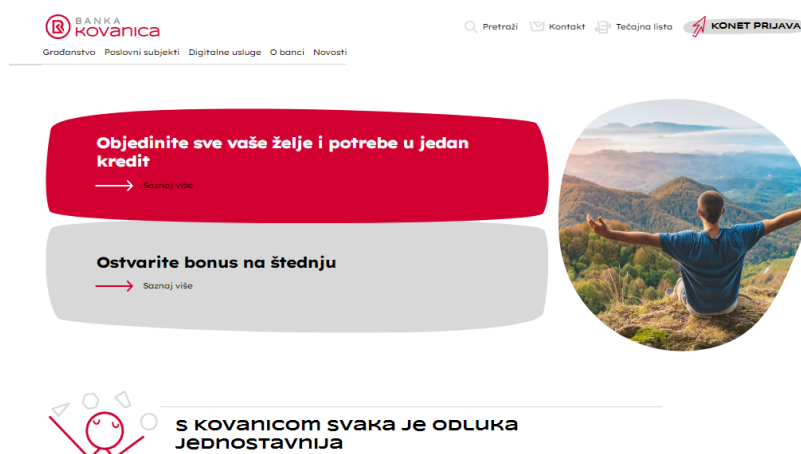 BANKA
KOVANICA
Pretraži Kontakt Tečajna lista KONET PRIJAVA
Građanstvo Poslovni subjekti Digitalne usluge O banci Novosti
Objedinite sve vaše želje i potrebe u jedan
kredit
Saznaj više
Ostvarite bonus na štednju
Saznaj više
S KOVANICOM SVAKA JE ODLUKA
JEDNOSTAVNIJA